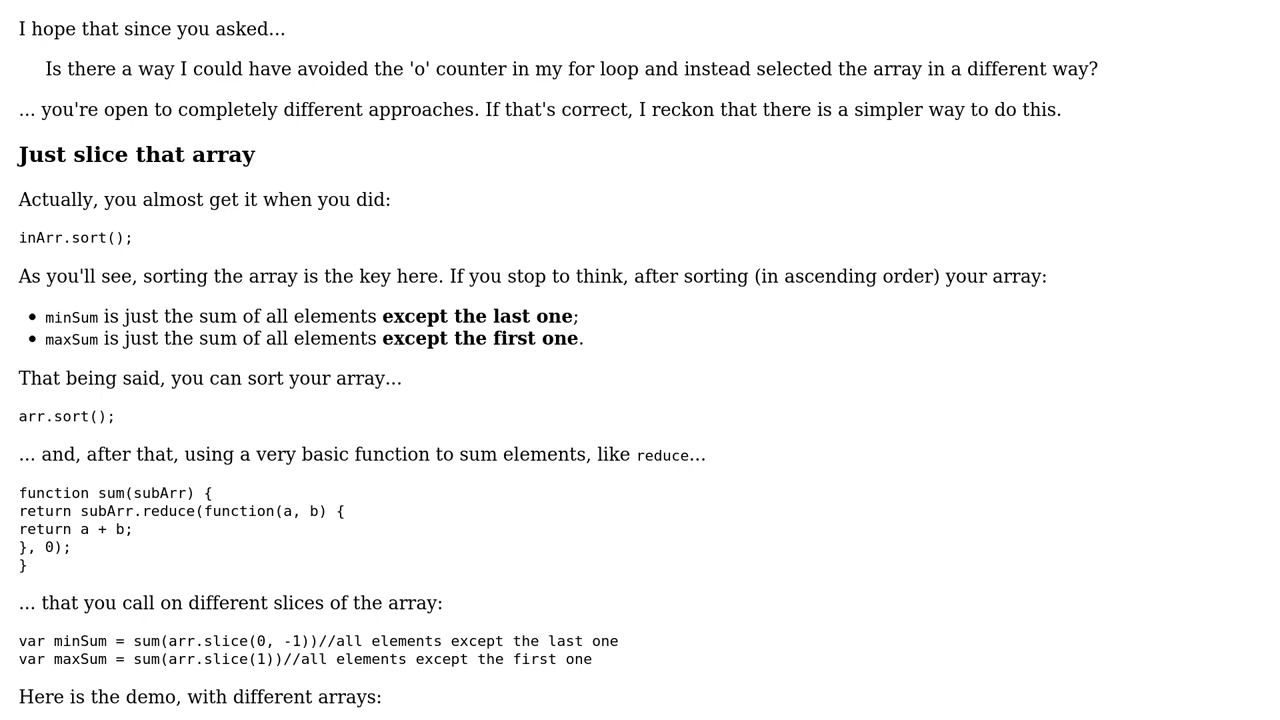 I hope that since you asked...
Is there a way I could have avoided the 'o' counter in my for loop and instead selected the array in a different way?
... you're open to completely different approaches. If that's correct, I reckon that there is a simpler way to do this.
Just slice that array
Actually, you almost get it when you did:
inArr.sort();
As you'll see, sorting the array is the key here. If you stop to think, after sorting (in ascending order) your array:
• minSum is just the sum of all elements except the last one;
• maxSum is just the sum of all elements except the first one.
That being said, you can sort your array...
arr.sort();
... and, after that, using a very basic function to sum elements, like reduce...
function sum(subArr) {
return subArr.reduce(function(a, b) {
return a + b;
}, 0);
}
... that you call on different slices of the array:
var minSum = sum(arr.slice(0, -1))//all elements except the last one
var maxSum = sum(arr.slice(1))//all elements except the first one
Here is the demo, with different arrays: